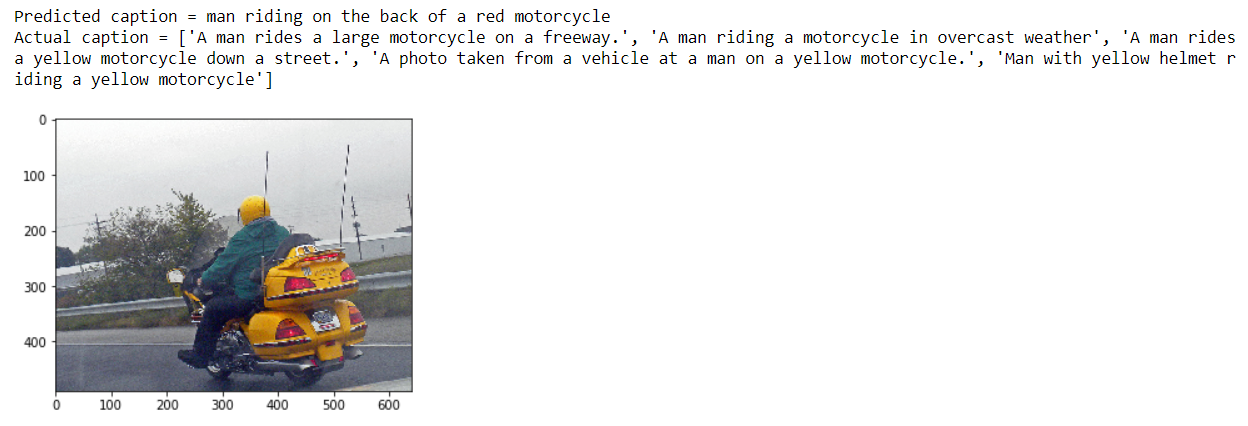 Predicted caption = man riding on the back of a red motorcycle
Actual caption = ['A man rides a large motorcycle on a freeway.', 'A man riding a motorcycle in overcast weather', 'A man rides
a yellow motorcycle down a street.', 'A photo taken from a vehicle at a man on a yellow motorcycle.', 'Man with yellow helmet r
iding a yellow motorcycle']
0
100
200
300
400
0 100 200 300 400 500 600